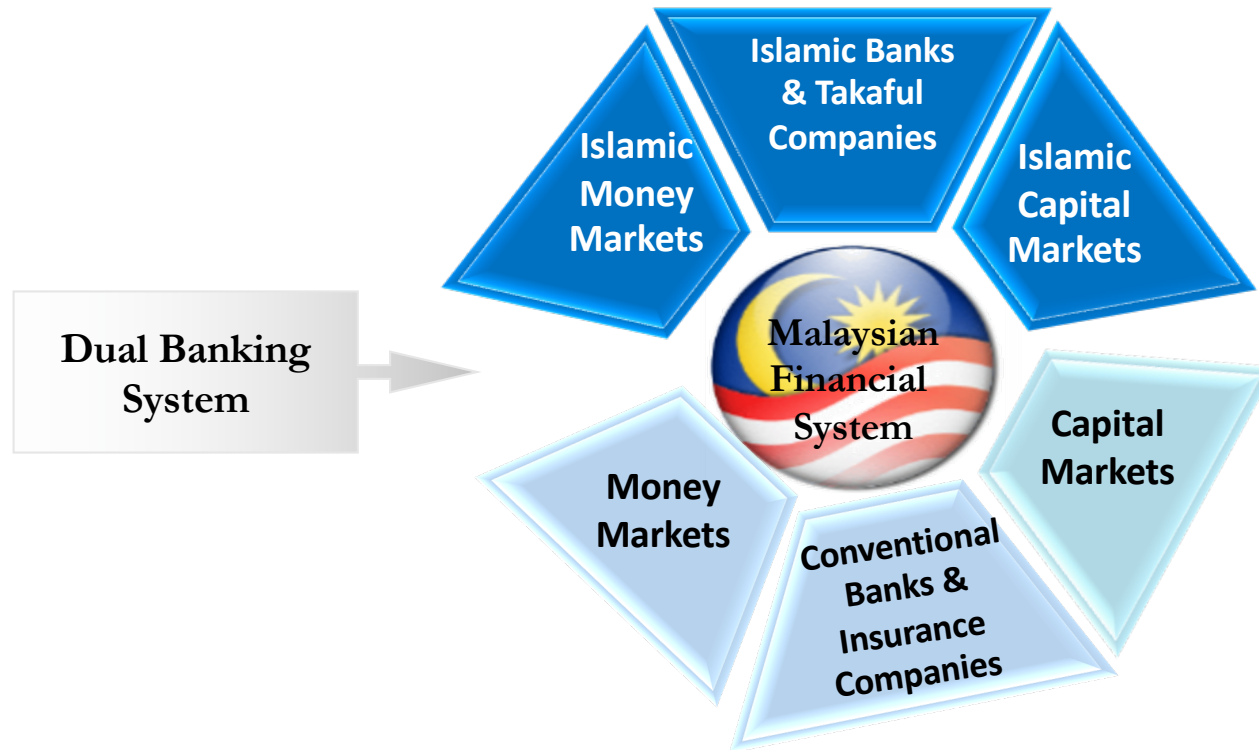 Islamic Banks
& Takaful
Companies
Islamic
Money
Markets
Islamic
Capital
Markets
Dual Banking
System
Malaysian
Financial
System
Money
Markets
Capital
Markets
Conventional
Banks &
Insurance
Companies